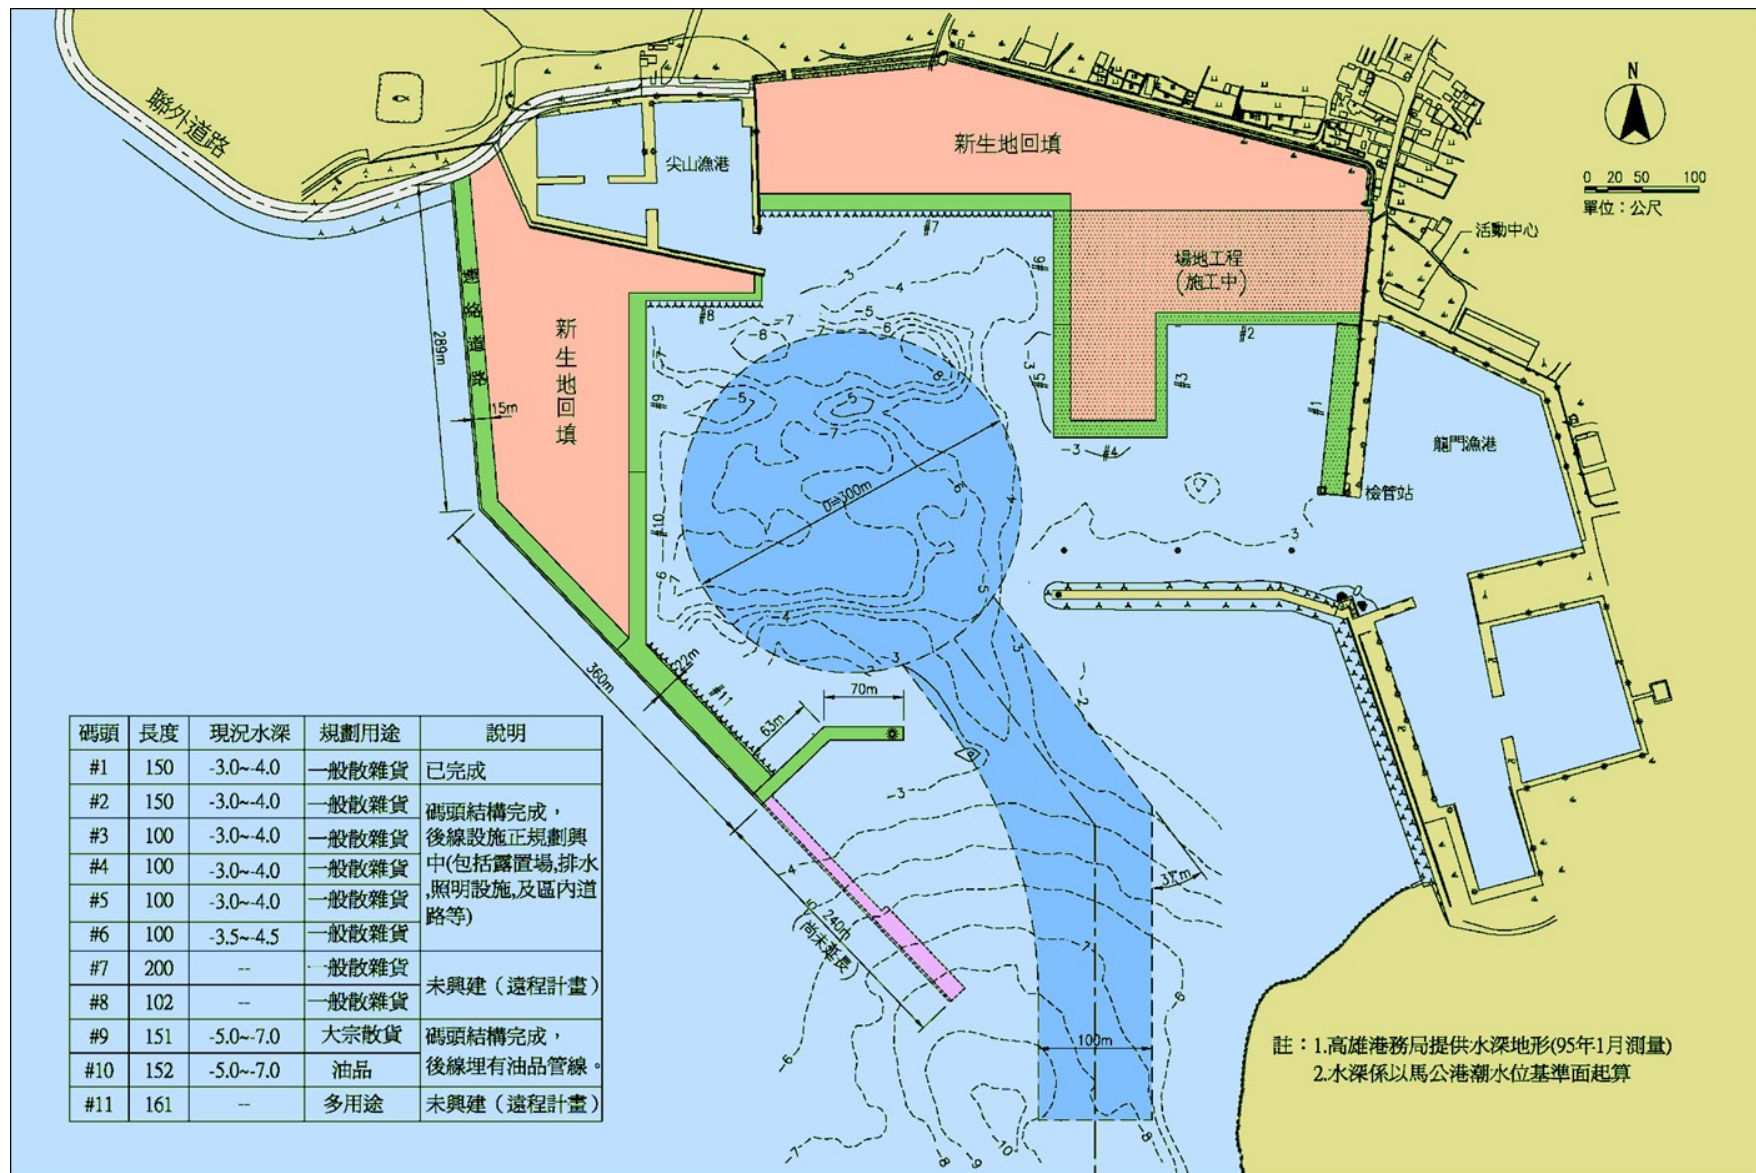 聯外道路
尖山漁港
新生地回填
N
0 20 50 100
單位：公尺
活動中心
#7
#6
場地工程
(施工中)
#8
#2
連絡道路
289m
15m
新生地回填
#9
#5
#3
#1
#4
龍門漁港
檢管站
D=300m
#10
360m
22m
#11
63m
70m
240m
(尚未延長)
100m
碼頭 長度 現況水深 規劃用途 說明
#1 150 -3.0~-4.0 一般散雜貨 已完成
#2 150 -3.0~-4.0 一般散雜貨 碼頭結構完成，
#3 100 -3.0~-4.0 一般散雜貨 後線設施正規劃興
#4 100 -3.0~-4.0 一般散雜貨 中(包括露置場,排水
#5 100 -3.0~-4.0 一般散雜貨 ,照明設施,及區內道
#6 100 -3.5~-4.5 一般散雜貨 路等)
#7 200 -- 一般散雜貨 未興建（遠程計畫）
#8 102 -- 一般散雜貨
#9 151 -5.0~-7.0 大宗散貨 碼頭結構完成，
#10 152 -5.0~-7.0 油品 後線埋有油品管線。
#11 161 -- 多用途 未興建（遠程計畫）
註：1.高雄港務局提供水深地形(95年1月測量)
2.水深係以馬公港潮水位基準面起算